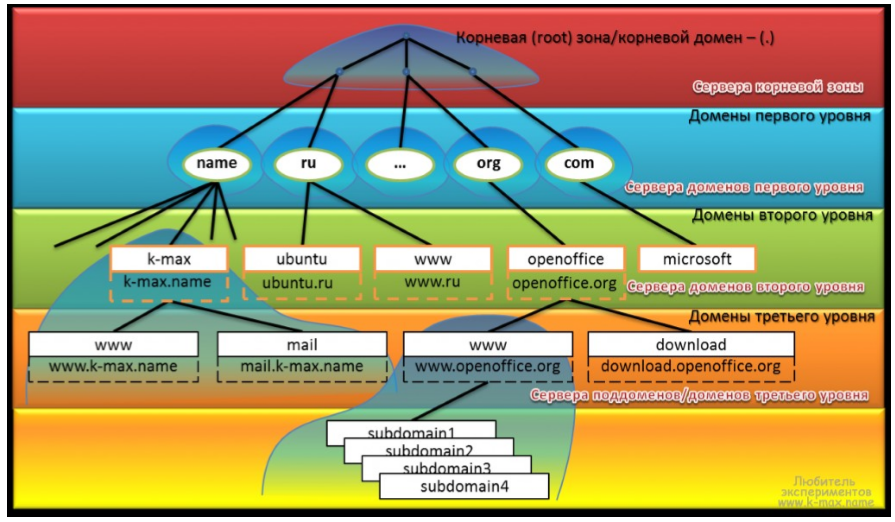 Корневая (root) зона/корневой домен – (.)
Сервера корневой зоны
Домены первого уровня
name
ru
...
org
com
Сервера доменов первого уровня
Домены второго уровня
k-max
ubuntu
www
openoffice
microsoft
k-max.name
ubuntu.ru
www.ru
openoffice.org
Сервера доменов второго уровня
Домены третьего уровня
www
mail
www
download
www.k-max.name
mail.k-max.name
www.openoffice.org
download.openoffice.org
Сервера поддоменов/доменов третьего уровня
subdomain1
subdomain2
subdomain3
subdomain4
Любитель
экспериментов
www.k-max.name